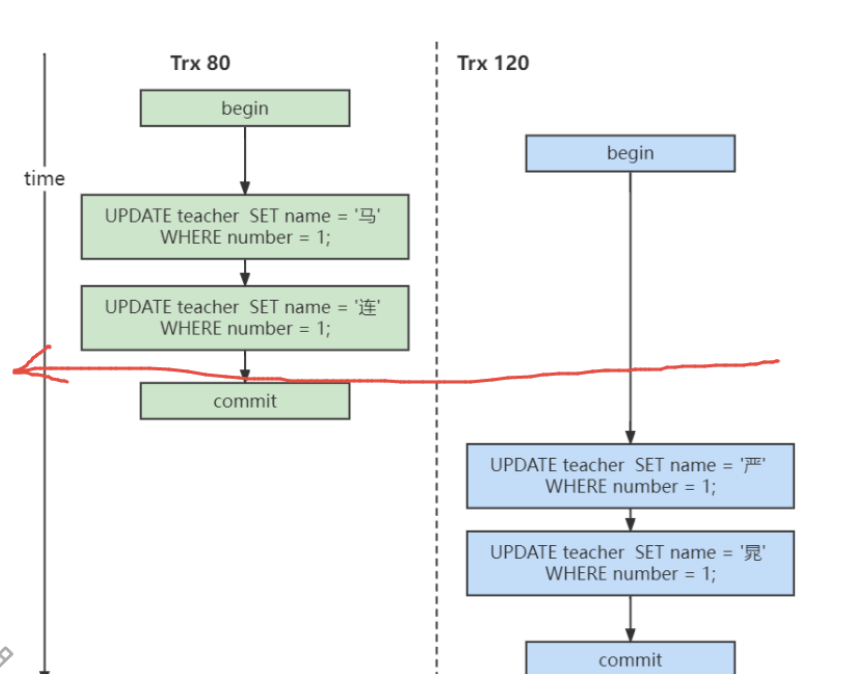 Trx 80
Trx 120
begin
begin
time
UPDATE teacher SET name = '马'
WHERE number = 1;
UPDATE teacher SET name = '连'
WHERE number = 1;
commit
UPDATE teacher SET name = '严'
WHERE number = 1;
UPDATE teacher SET name = '晁'
WHERE number = 1;
commit